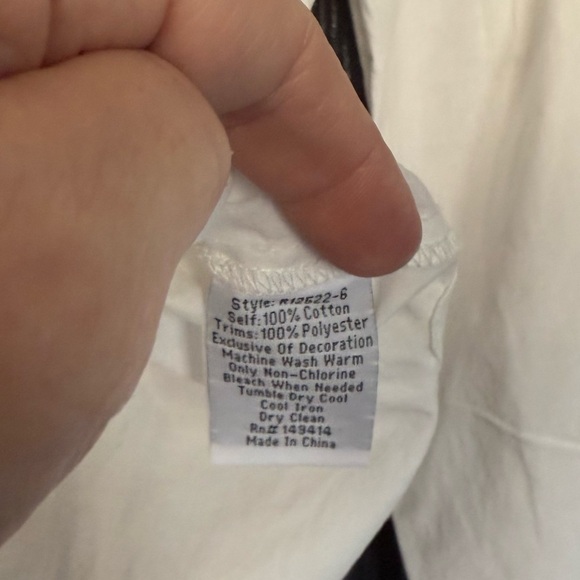 Style:
Self:100% Cotton
Trims:100% Polyester
Exclusive Of Decoration
Machine Wash Warm
Only Non-Chlorine
Bleach When Needed
Tumble Dry Cool
Cool Iron
Dry Clean
Rn# 149414
Made In China